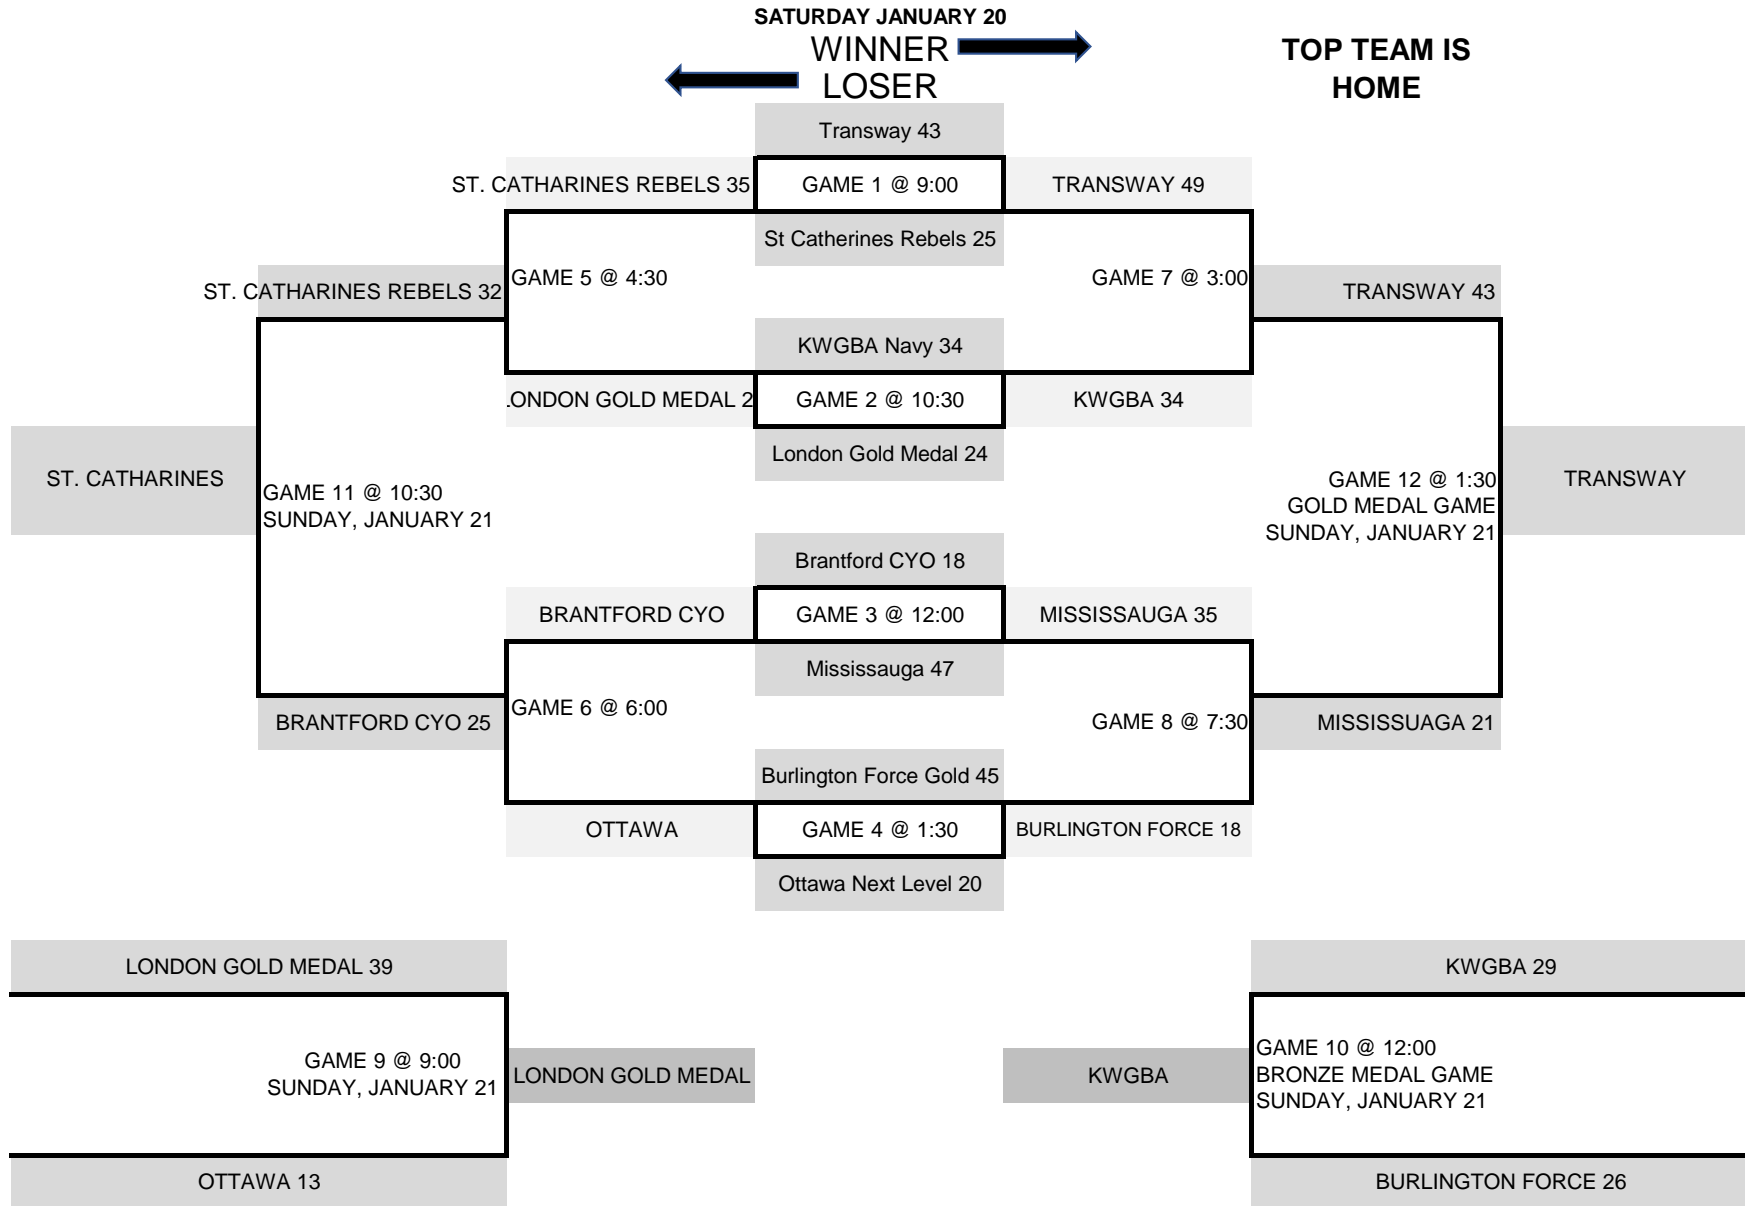 SATURDAY JANUARY 20
WINNER
LOSER
TOP TEAM IS
HOME
Transway 43
ST. CATHARINES REBELS 35
GAME 1 @ 9:00
TRANSWAY 49
St Catherines Rebels 25
GAME 5 @ 4:30
GAME 7 @ 3:00
ST. CATHARINES REBELS 32
TRANSWAY 43
KWGBA Navy 34
LONDON GOLD MEDAL 2
GAME 2 @ 10:30
KWGBA 34
London Gold Medal 24
ST. CATHARINES
GAME 11 @ 10:30
SUNDAY, JANUARY 21
GAME 12 @ 1:30
GOLD MEDAL GAME
SUNDAY, JANUARY 21
TRANSWAY
Brantford CYO 18
BRANTFORD CYO
GAME 3 @ 12:00
MISSISSAUGA 35
Mississauga 47
GAME 6 @ 6:00
GAME 8 @ 7:30
BRANTFORD CYO 25
MISSISSUAGA 21
Burlington Force Gold 45
OTTAWA
GAME 4 @ 1:30
BURLINGTON FORCE 18
Ottawa Next Level 20
LONDON GOLD MEDAL 39
KWGBA 29
GAME 9 @ 9:00
SUNDAY, JANUARY 21
LONDON GOLD MEDAL
KWGBA
GAME 10 @ 12:00
BRONZE MEDAL GAME
SUNDAY, JANUARY 21
OTTAWA 13
BURLINGTON FORCE 26